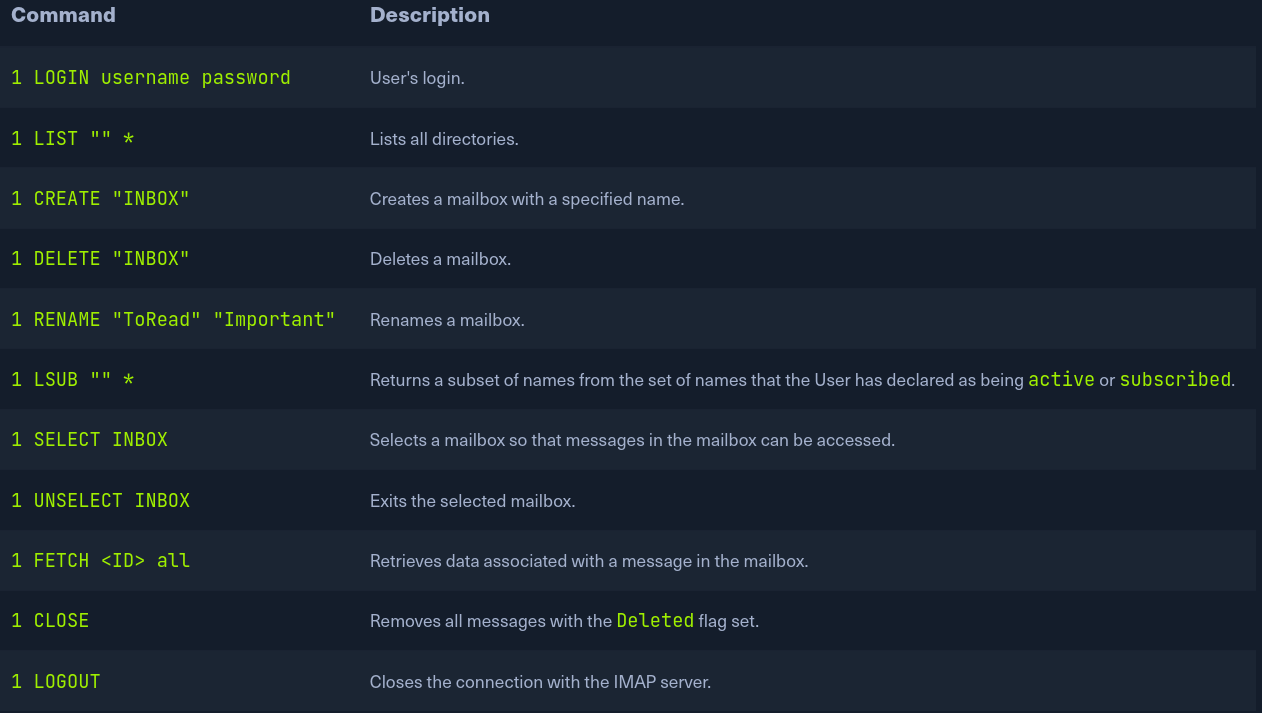 Command Description
1 LOGIN username password User's login.
1 LIST "" * Lists all directories.
1 CREATE "INBOX" Creates a mailbox with a specified name.
1 DELETE "INBOX" Deletes a mailbox.
1 RENAME "ToRead" "Important" Renames a mailbox.
1 LSUB "" * Returns a subset of names from the set of names that the User has declared as being active or subscribed.
1 SELECT INBOX Selects a mailbox so that messages in the mailbox can be accessed.
1 UNSELECT INBOX Exits the selected mailbox.
1 FETCH <ID> all Retrieves data associated with a message in the mailbox.
1 CLOSE Removes all messages with the Deleted flag set.
1 LOGOUT Closes the connection with the IMAP server.